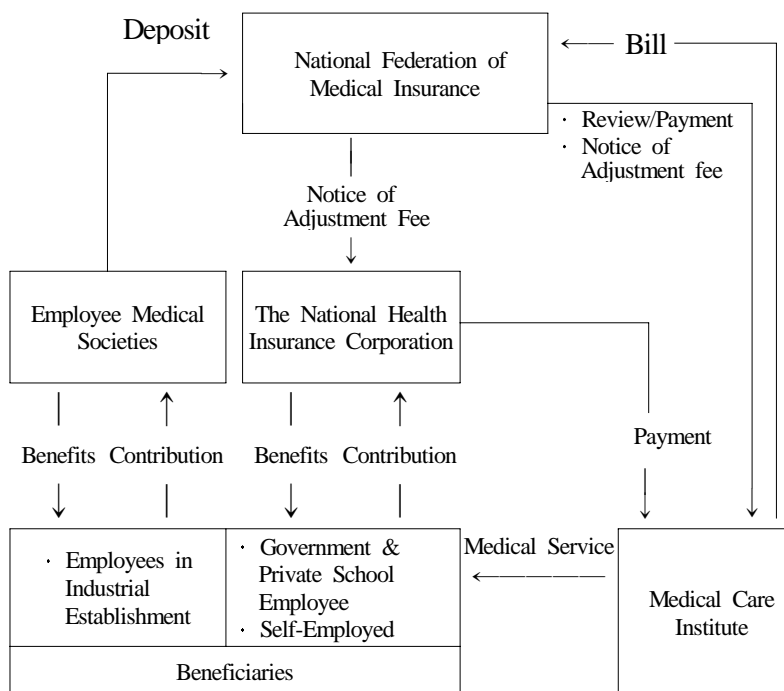 Deposit
National Federation of
Medical Insurance
Bill
· Review/Payment
· Notice of
Adjustment fee
Notice of
Adjustment Fee
Employee Medical
Societies
The National Health
Insurance Corporation
Benefits Contribution
Benefits Contribution
Payment
· Employees in
Industrial
Establishment
· Government &
Private School
Employee
· Self-Employed
Beneficiaries
Medical Service
Medical Care
Institute